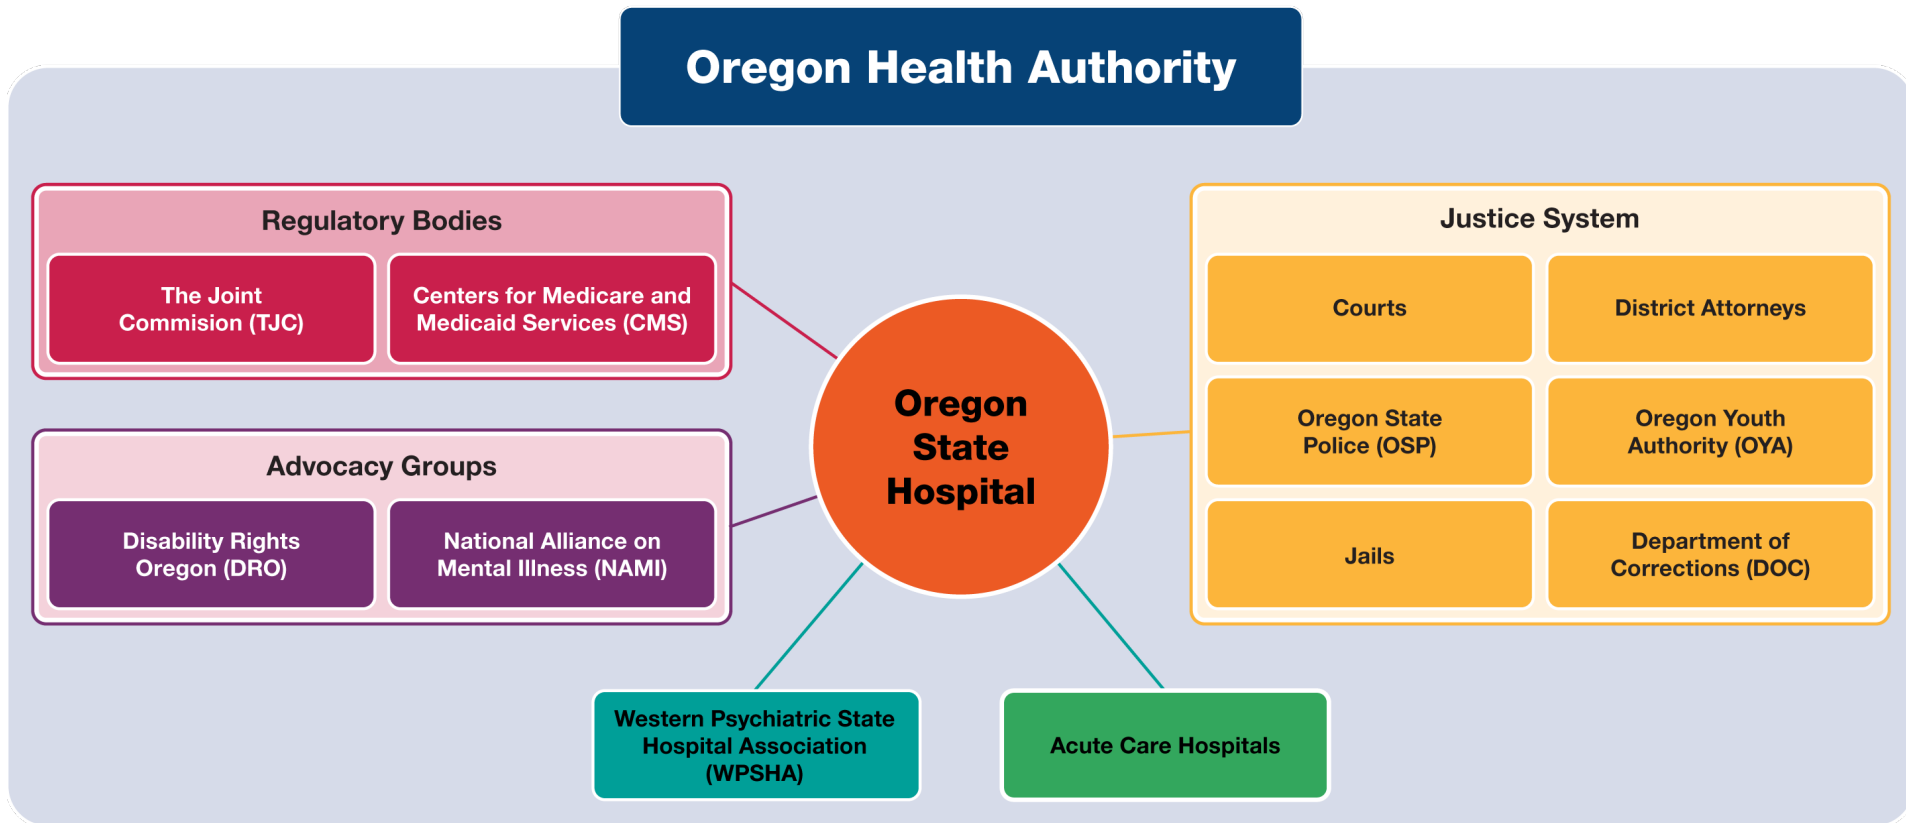 Oregon Health Authority
Regulatory Bodies
The Joint
Commision (TJC)
Centers for Medicare and
Medicaid Services (CMS)
Advocacy Groups
Disability Rights
Oregon (DRO)
National Alliance on
Mental Illness (NAMI)
Oregon
State
Hospital
Justice System
Courts
District Attorneys
Oregon State
Police (OSP)
Oregon Youth
Authority (OYA)
Jails
Department of
Corrections (DOC)
Western Psychiatric State
Hospital Association
(WPSHA)
Acute Care Hospitals